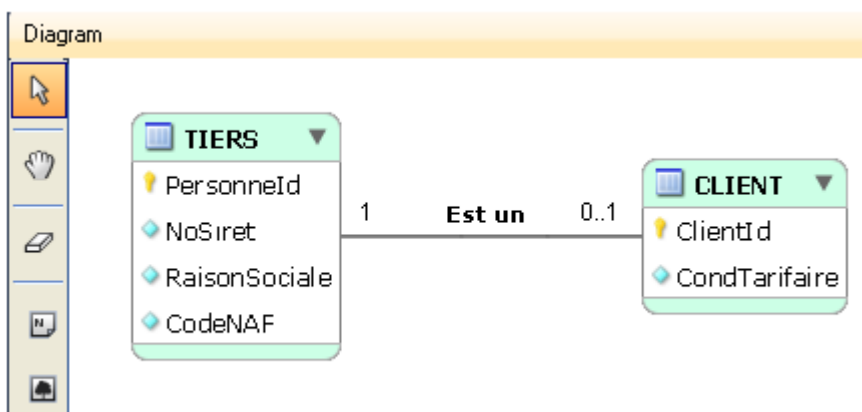 Diagram
TIERS
PersonneId
NoSiret
RaisonSociale
CodeNAF
1
Est un
0..1
CLIENT
ClientId
CondTarifaire
N